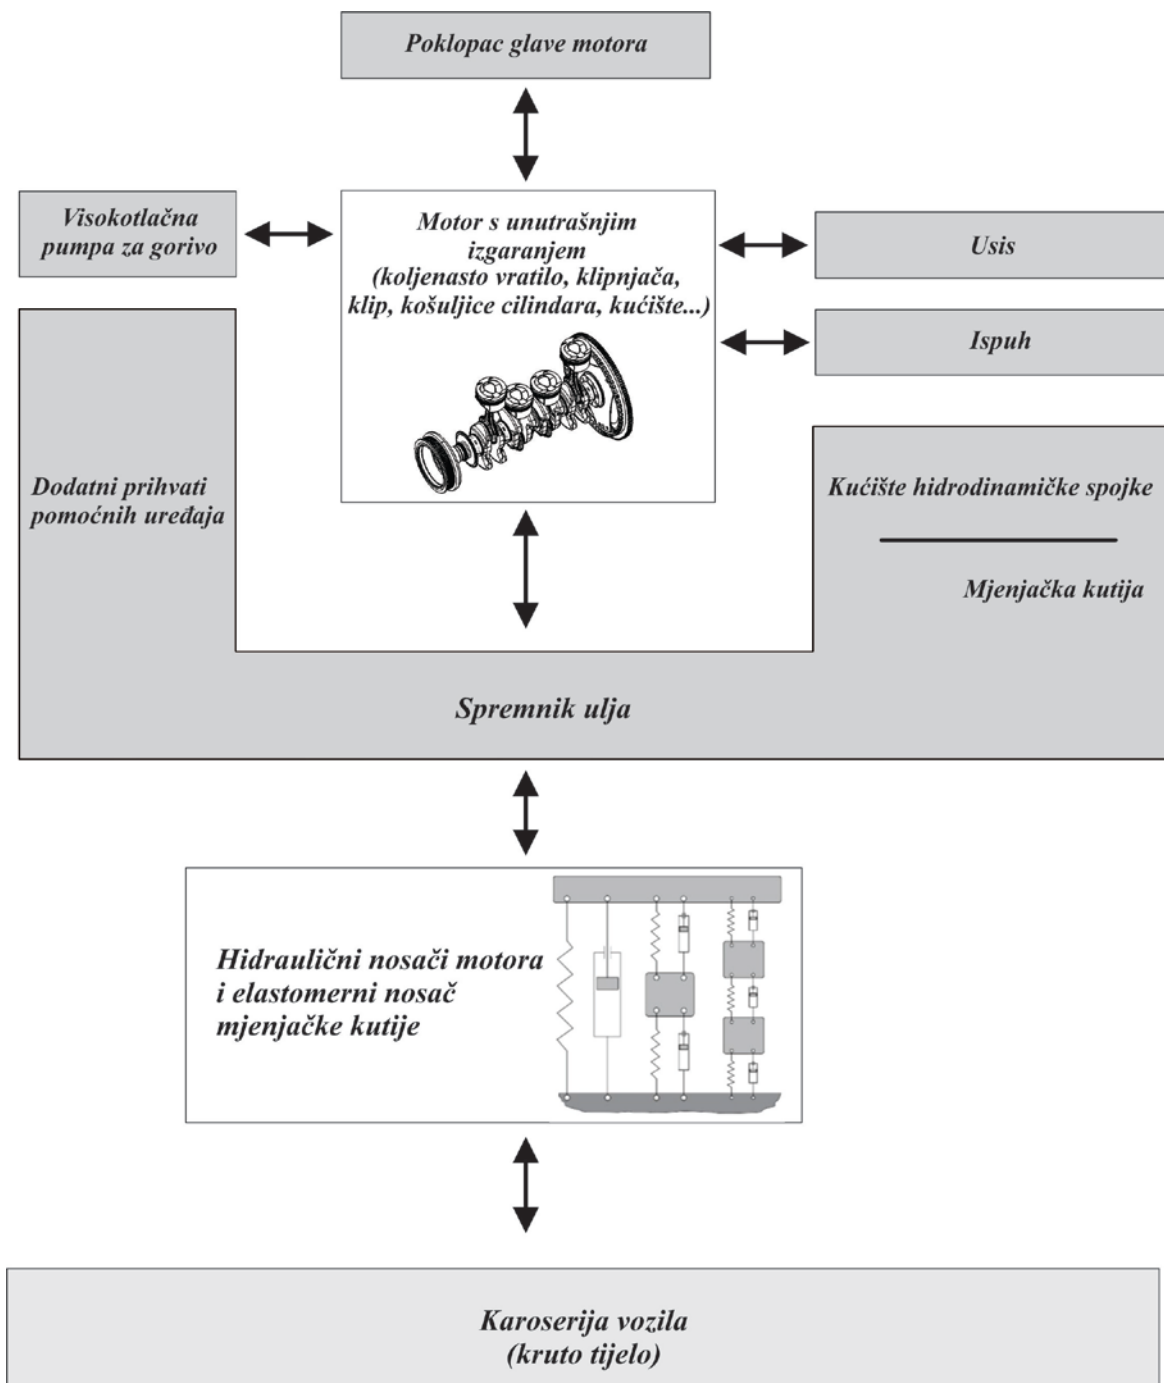 Poklopac glave motora
Visokotlačna
pumpa za gorivo
Motor s unutrašnjim
izgaranjem
(koljenasto vratilo, klipnjača,
klip, košuljice cilindara, kućište...)
Usis
Ispuh
Dodatni prihvati
pomoćnih uređaja
Kućište hidrodinamičke spojke
Mjenjačka kutija
Spremnik ulja
Hidraulični nosači motora
i elastomerni nosač
mjenjačke kutije
Karoserija vozila
(kruto tijelo)